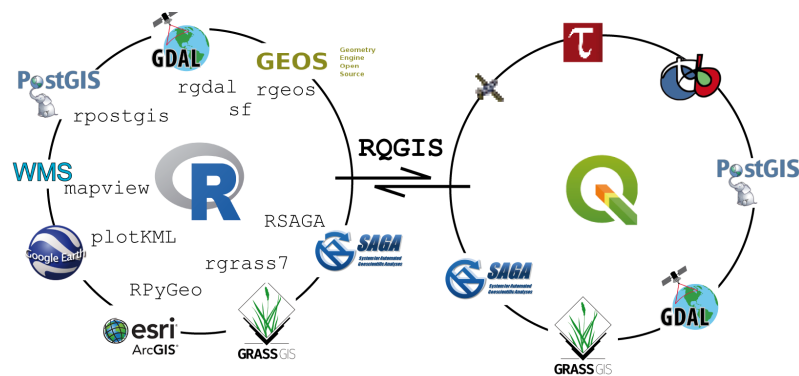 GDAL
GEOS
Geometry
Engine
Open
Source
rgdal
rgeos
sf
PostGIS
rpostgis
WMS
mapview
R
plotKML
Google Earth
RSAGA
SAGA
System for Automated
Geoscientific Analyses
rgrass7
RPyGeo
esri
ArcGIS
GRASS GIS
RQGIS
τ
Q
PostGIS
SAGA
System for Automated
Geoscientific Analyses
GDAL
GRASS GIS